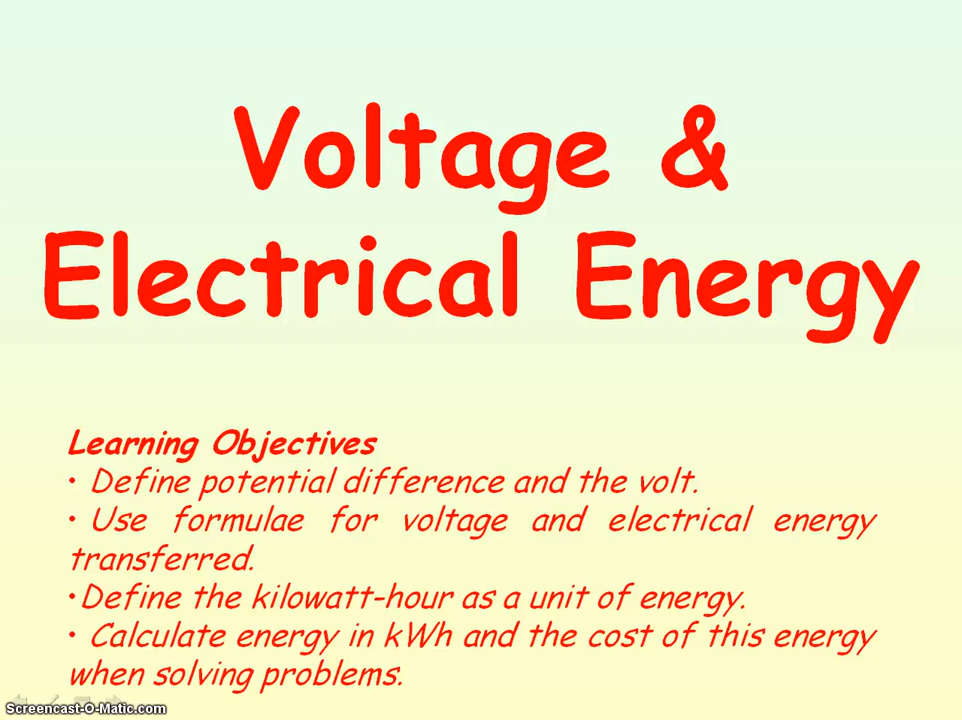 Voltage &
Electrical Energy
Learning Objectives
• Define potential difference and the volt.
• Use formulae for voltage and electrical energy
transferred.
•Define the kilowatt-hour as a unit of energy.
• Calculate energy in kWh and the cost of this energy
when solving problems.
Screencast-O-Matic.com